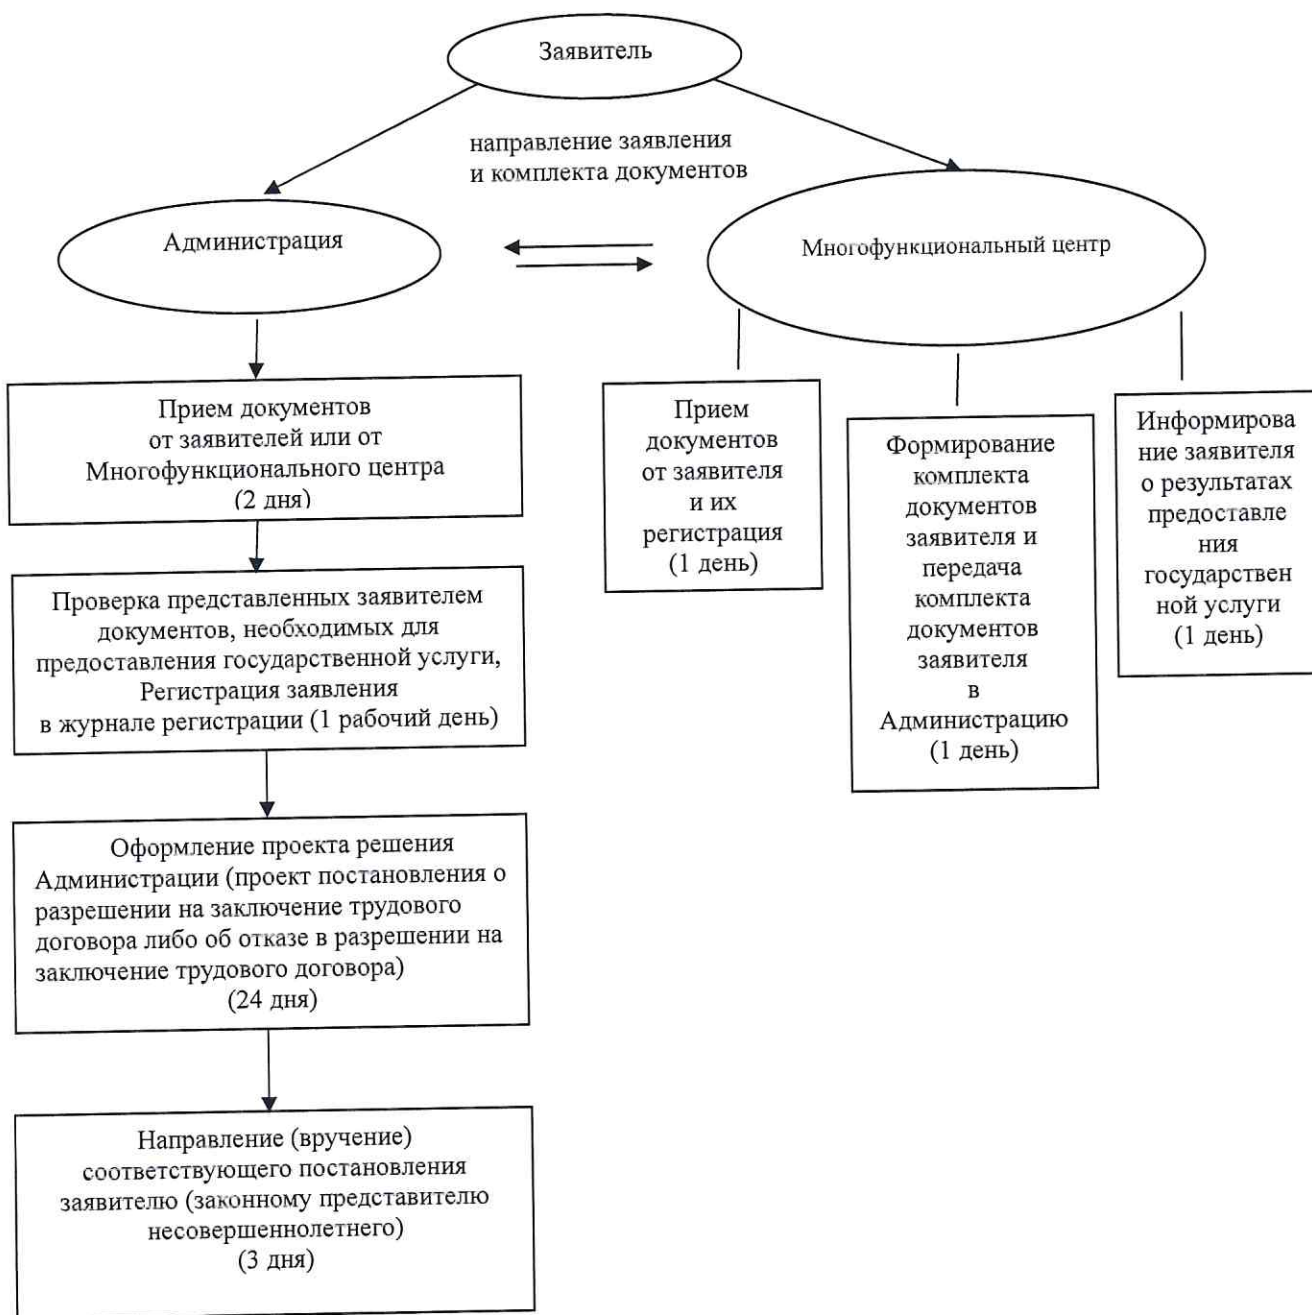 Заявитель
направление заявления
и комплекта документов
Администрация
Многофункциональный центр
Прием документов
от заявителей или от
Многофункционального центра
(2 дня)
Проверка представленных заявителем
документов, необходимых для
предоставления государственной услуги,
Регистрация заявления
в журнале регистрации (1 рабочий день)
Оформление проекта решения
Администрации (проект постановления о
разрешении на заключение трудового
договора либо об отказе в разрешении на
заключение трудового договора)
(24 дня)
Направление (вручение)
соответствующего постановления
заявителю (законному представителю
несовершеннолетнего)
(3 дня)
Прием
документов
от заявителя
и их
регистрация
(1 день)
Формирование
комплекта
документов
заявителя и
передача
комплекта
документов
заявителя
в
Администрацию
(1 день)
Информирова
ние заявителя
о результатах
предоставле
ния
государствен
ной услуги
(1 день)